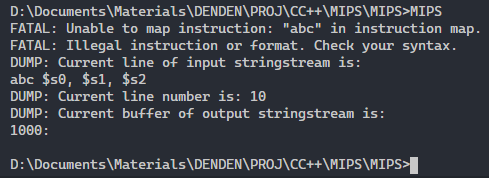 D:\Documents\Materials\DENDEN\PROJ\CC++\MIPS\MIPS>MIPS
FATAL: Unable to map instruction: "abc" in instruction map.
FATAL: Illegal instruction or format. Check your syntax.
DUMP: Current line of input stringstream is:
abc $s0, $s1, $s2
DUMP: Current line number is: 10
DUMP: Current buffer of output stringstream is:
1000:
D:\Documents\Materials\DENDEN\PROJ\CC++\MIPS\MIPS>